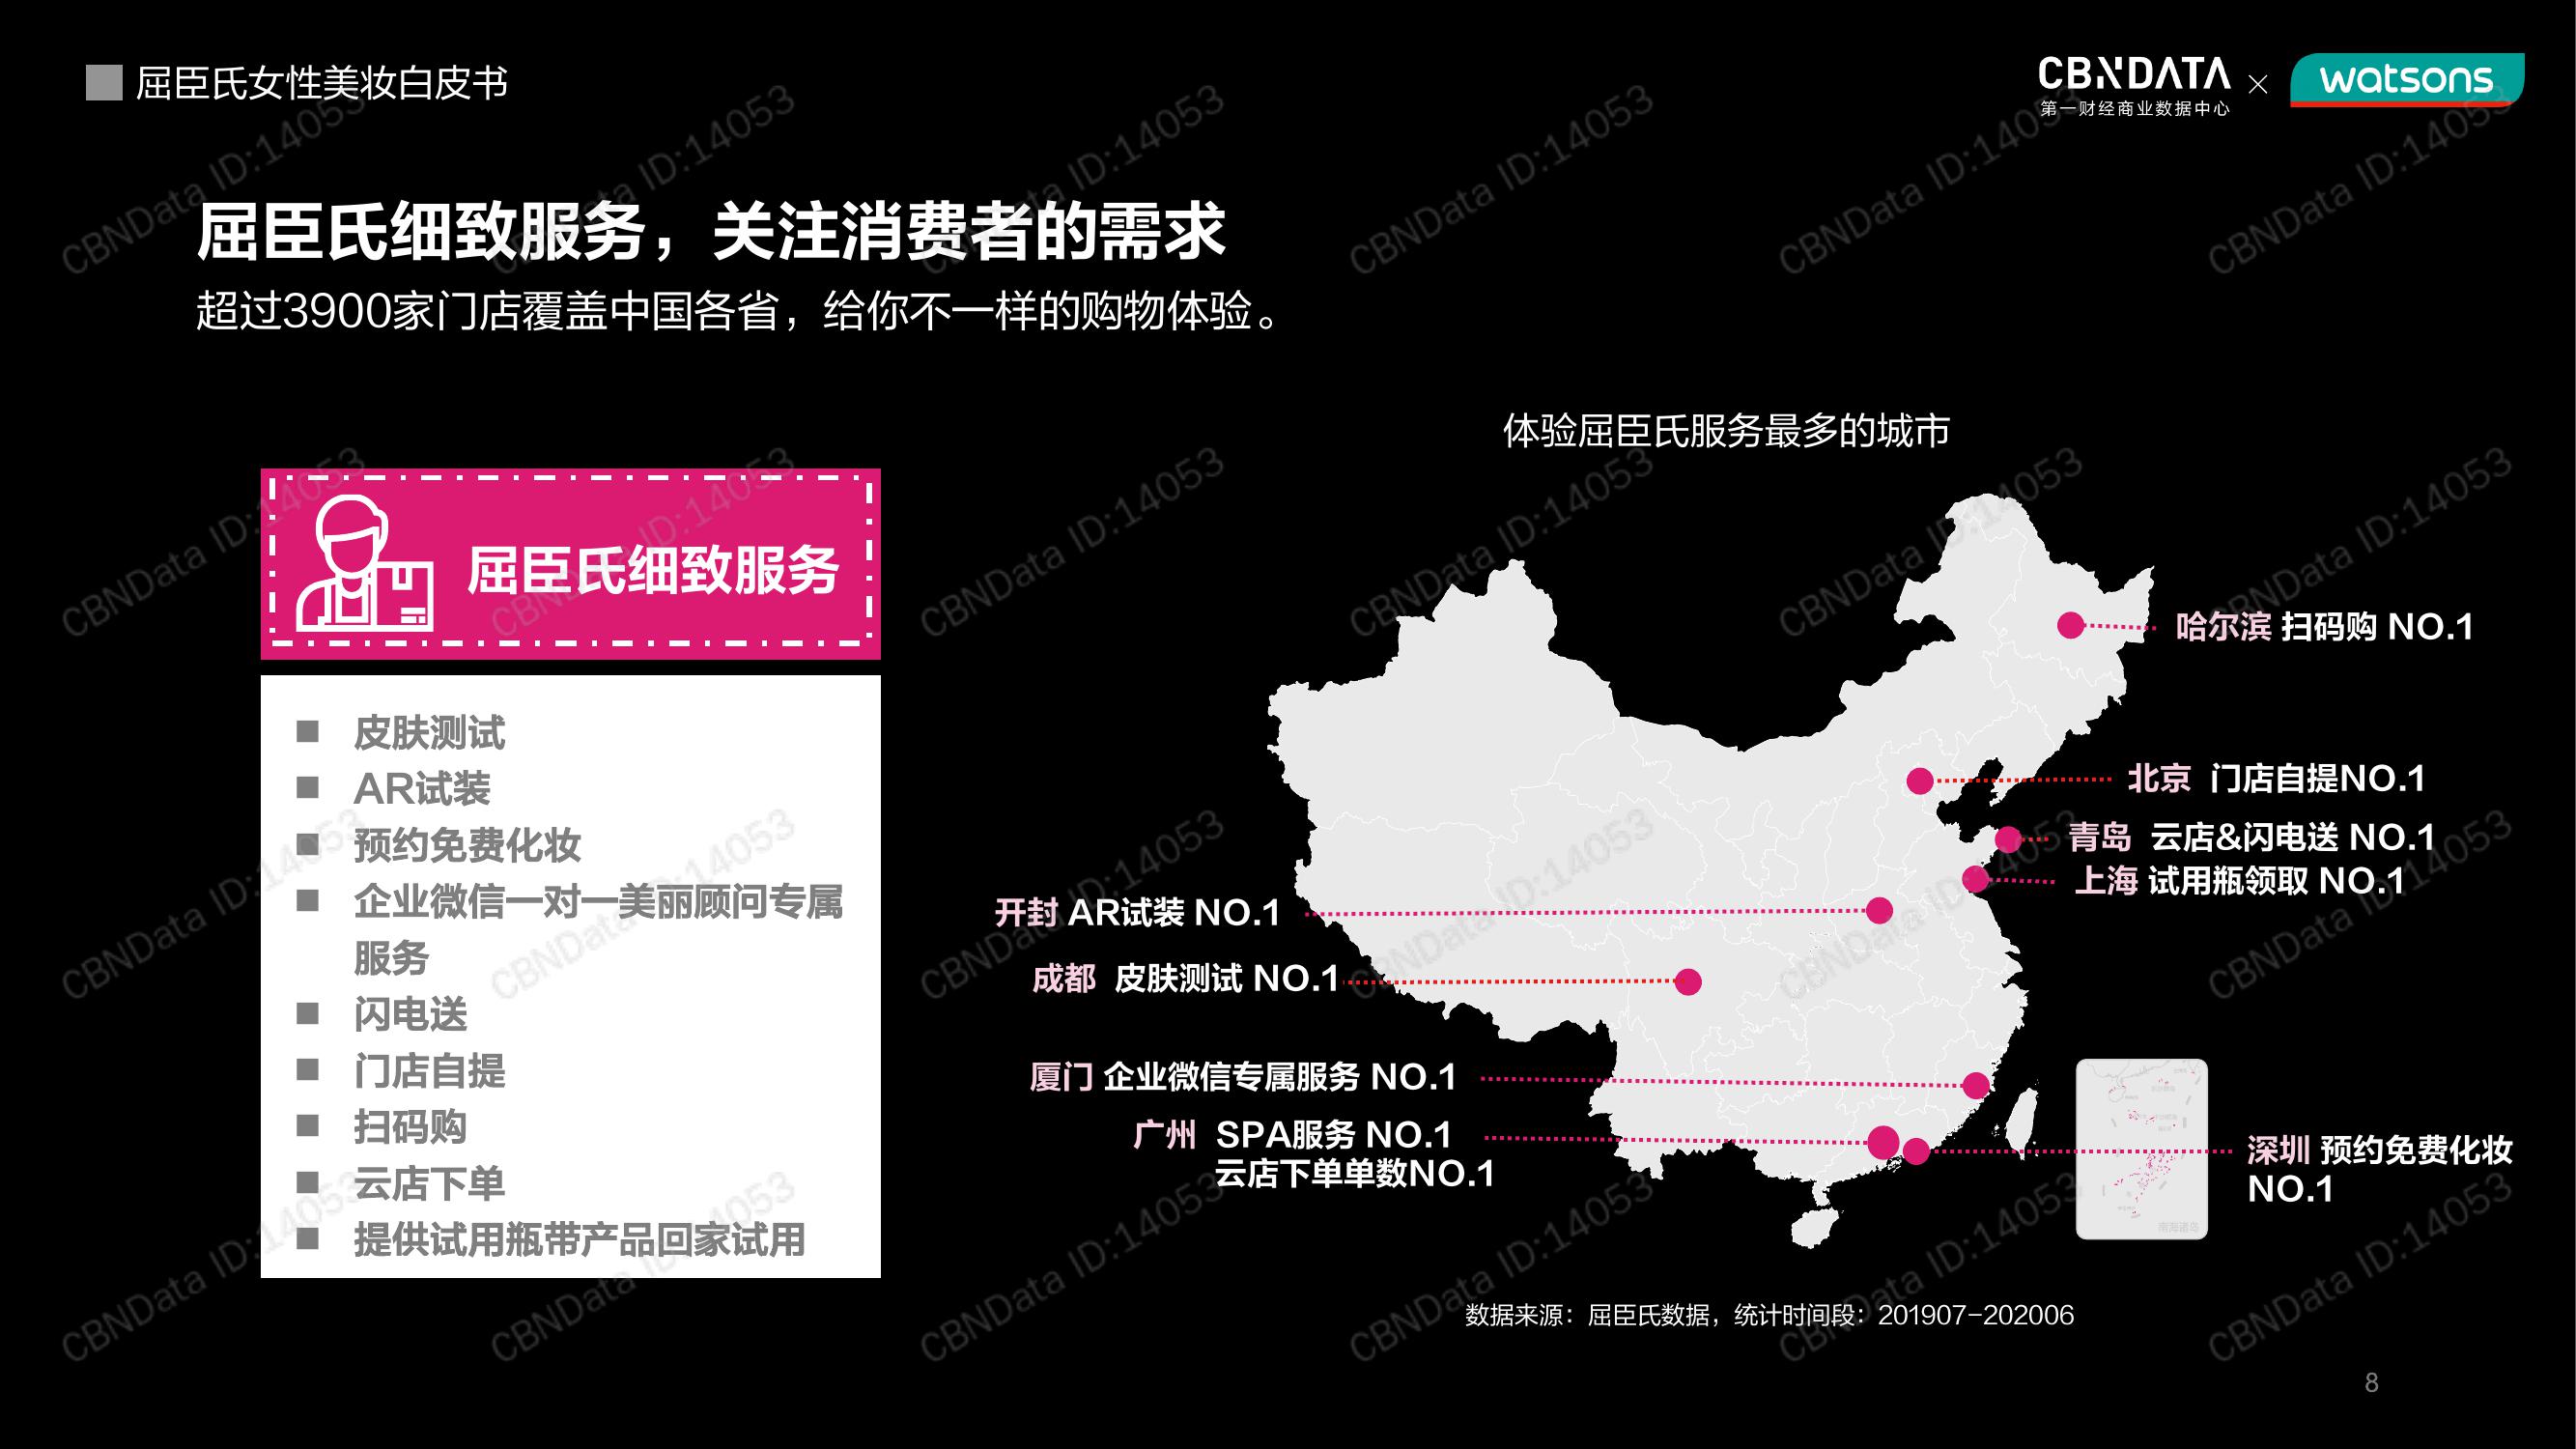 屈臣氏女性美妆白皮书
CBNDATA
第一财经商业数据中心
×
watsons
屈臣氏细致服务，关注消费者的需求
超过3900家门店覆盖中国各省，给你不一样的购物体验。
屈臣氏细致服务
皮肤测试
AR试装
预约免费化妆
企业微信一对一美丽顾问专属
服务
闪电送
门店自提
扫码购
云店下单
提供试用瓶带产品回家试用
体验屈臣氏服务最多的城市
哈尔滨 扫码购 NO.1
北京 门店自提NO.1
青岛 云店&闪电送 NO.1
上海 试用瓶领取 NO.1
开封 AR试装 NO.1
成都 皮肤测试 NO.1
厦门 企业微信专属服务 NO.1
广州 SPA服务 NO.1
云店下单单数NO.1
深圳 预约免费化妆
NO.1
南海诸岛
数据来源：屈臣氏数据，统计时间段：201907-202006
8
CBNData ID:14053